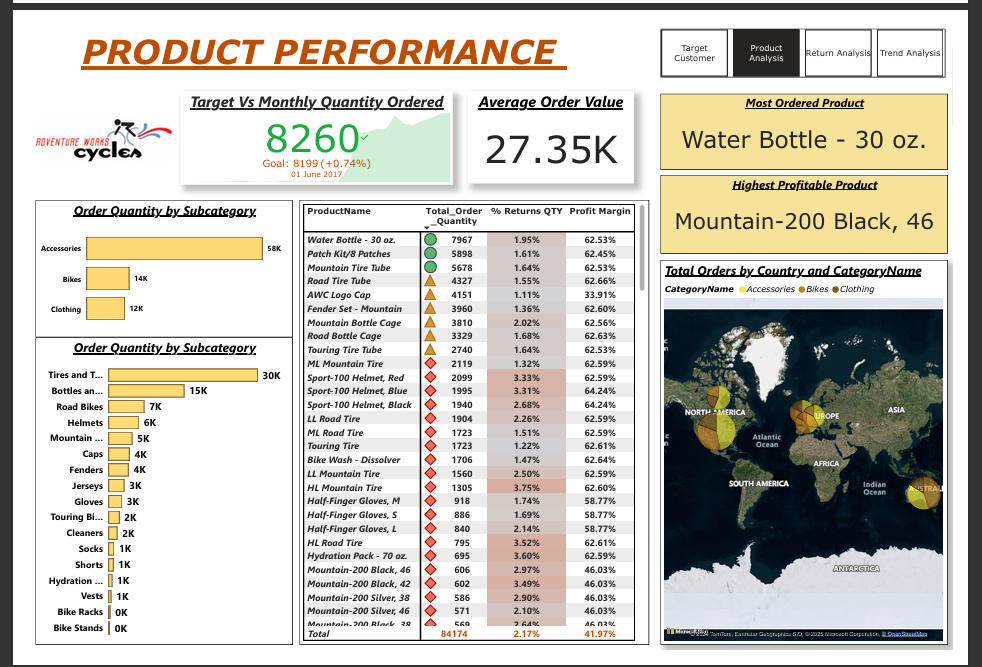 PRODUCT PERFORMANCE
Target
Customer
Product
Analysis
Return Analysis
Trend Analysis
ADVENTURE WORKS
cycles
Target Vs Monthly Quantity Ordered
8260
Goal: 8199 (+0.74%)
01 June 2017
Average Order Value
27.35K
Most Ordered Product
Water Bottle - 30 oz.
Highest Profitable Product
Mountain-200 Black, 46
Order Quantity by Subcategory
Accessories 58K
Bikes 14K
Clothing 12K
Order Quantity by Subcategory
Tires and T... 30K
Bottles an... 15K
Road Bikes 7K
Helmets 6K
Mountain ... 5K
Caps 4K
Fenders 4K
Jerseys 3K
Gloves 3K
Touring Bi... 2K
Cleaners 2K
Socks 1K
Shorts 1K
Hydration ... 1K
Vests 1K
Bike Racks 0K
Bike Stands 0K
ProductName Total_Order_Quantity % Returns QTY Profit Margin
Water Bottle - 30 oz. 7967 1.95% 62.53%
Patch Kit/8 Patches 5898 1.61% 62.45%
Mountain Tire Tube 5678 1.64% 62.53%
Road Tire Tube 4327 1.55% 62.66%
AWC Logo Cap 4151 1.11% 33.91%
Fender Set - Mountain 3960 1.36% 62.60%
Mountain Bottle Cage 3810 2.02% 62.56%
Road Bottle Cage 3329 1.68% 62.63%
Touring Tire Tube 2740 1.64% 62.53%
ML Mountain Tire 2119 1.32% 62.59%
Sport-100 Helmet, Red 2099 3.33% 62.59%
Sport-100 Helmet, Blue 1995 3.31% 64.24%
Sport-100 Helmet, Black 1940 2.68% 64.24%
LL Road Tire 1904 2.26% 62.59%
ML Road Tire 1723 1.51% 62.59%
Touring Tire 1723 1.22% 62.61%
Bike Wash - Dissolver 1706 1.47% 62.64%
LL Mountain Tire 1560 2.50% 62.59%
HL Mountain Tire 1305 3.75% 62.60%
Half-Finger Gloves, M 918 1.74% 58.77%
Half-Finger Gloves, S 886 1.69% 58.77%
Half-Finger Gloves, L 840 2.14% 58.77%
HL Road Tire 795 3.52% 62.61%
Hydration Pack - 70 oz. 695 3.60% 62.59%
Mountain-200 Black, 46 606 2.97% 46.03%
Mountain-200 Black, 42 602 3.49% 46.03%
Mountain-200 Silver, 38 586 2.90% 46.03%
Mountain-200 Silver, 46 571 2.10% 46.03%
Mountain-200 Black, 38 569 2.64% 46.03%
Total 84174 2.17% 41.97%
Total Orders by Country and CategoryName
CategoryName Accessories Bikes Clothing
NORTH AMERICA
EUROPE
ASIA
Atlantic
Ocean
AFRICA
SOUTH AMERICA
Indian
Ocean
AUSTRAL
ANTARCTICA
TomTom, Earthstar Geographics SIO, © 2025 Microsoft Corporation, © OpenStreetMap